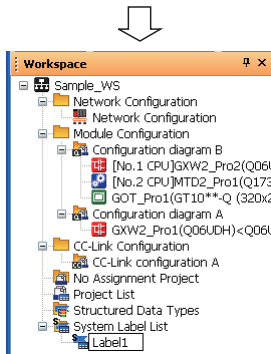 Workspace
Sample_WS
Network Configuration
Network Configuration
Module Configuration
Configuration diagram B
[No.1 CPU]GXW2_Pro2(Q06U
[No.2 CPU]MTD2_Pro1(Q173
GOT_Pro1(GT10**-Q (320x2
Configuration diagram A
GXW2_Pro1(Q06UDH)<Q06U
CC-Link Configuration
CC-Link configuration A
No Assignment Project
Project List
Structured Data Types
System Label List
Label1